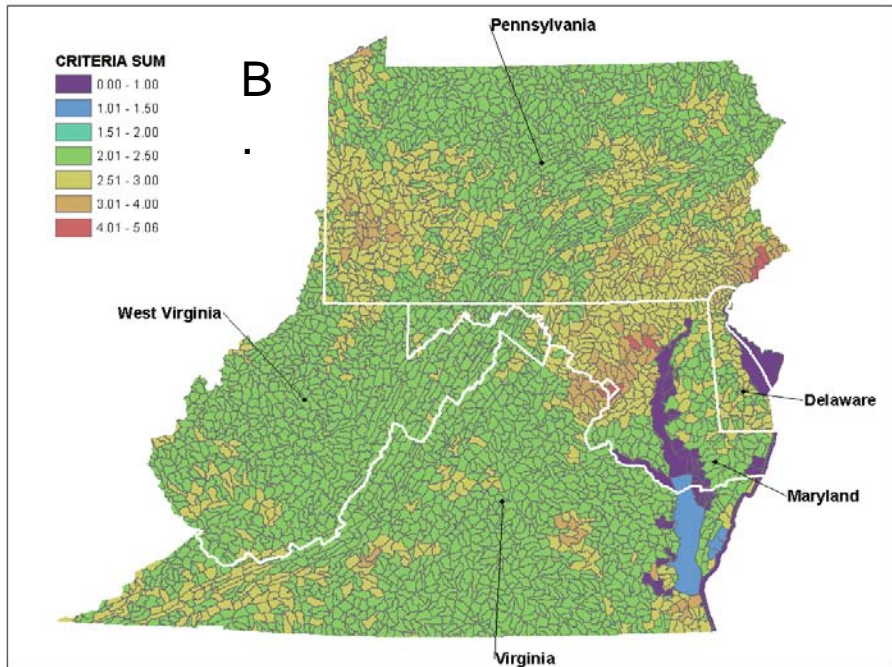 Pennsylvania
CRITERIA SUM
B
.
0.00 - 1.00
1.01 - 1.50
1.51 - 2.00
2.01 - 2.50
2.51 - 3.00
3.01 - 4.00
4.01 - 5.06
West Virginia
Delaware
Maryland
Virginia